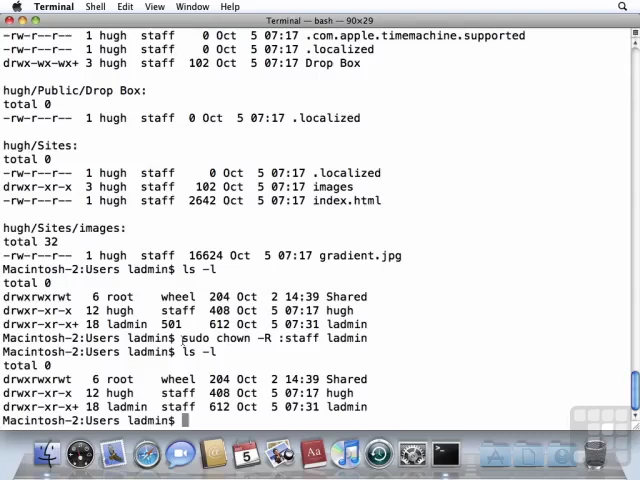 Terminal Shell Edit View Window Help
Terminal — bash — 90×29
-rw-r--r-- 1 hugh staff 0 Oct 5 07:17 .com.apple.timemachine.supported
-rw-r--r-- 1 hugh staff 0 Oct 5 07:17 .localized
drwx-wx-wx+ 3 hugh staff 102 Oct 5 07:17 Drop Box
hugh/Public/Drop Box:
total 0
-rw-r--r-- 1 hugh staff 0 Oct 5 07:17 .localized
hugh/Sites:
total 0
-rw-r--r-- 1 hugh staff 0 Oct 5 07:17 .localized
drwxr-xr-x 3 hugh staff 102 Oct 5 07:17 images
-rw-r--r-- 1 hugh staff 2642 Oct 5 07:17 index.html
hugh/Sites/images:
total 32
-rw-r--r-- 1 hugh staff 16624 Oct 5 07:17 gradient.jpg
Macintosh-2:Users ladmin$ ls -l
total 0
drwxrwxrwt 6 root wheel 204 Oct 2 14:39 Shared
drwxr-xr-x 12 hugh staff 408 Oct 5 07:17 hugh
drwxr-xr-x+ 18 ladmin 501 612 Oct 5 07:31 ladmin
Macintosh-2:Users ladmin$ sudo chown -R :staff ladmin
Macintosh-2:Users ladmin$ ls -l
total 0
drwxrwxrwt 6 root wheel 204 Oct 2 14:39 Shared
drwxr-xr-x 12 hugh staff 408 Oct 5 07:17 hugh
drwxr-xr-x+ 18 ladmin staff 612 Oct 5 07:31 ladmin
Macintosh-2:Users ladmin$
5